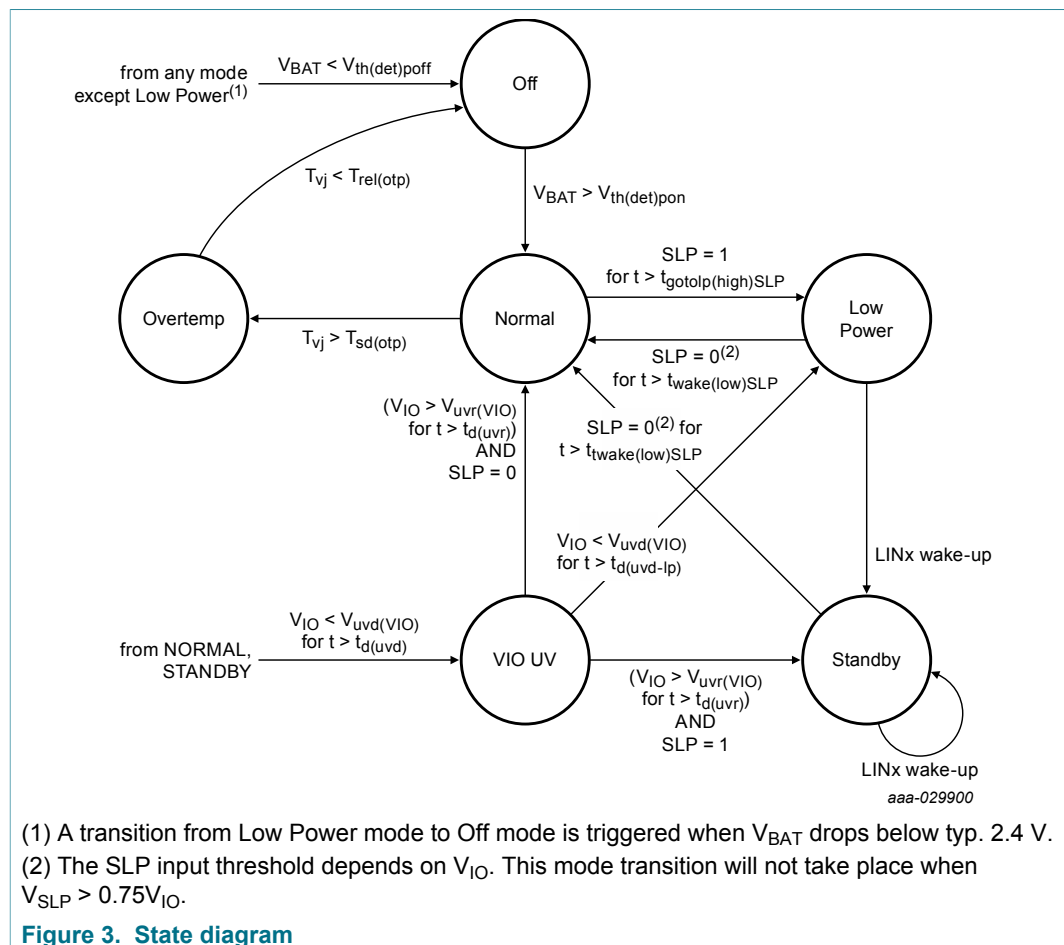 from any mode
except Low Power(1)
VBAT < Vth(det)poff
Off
Tvj < Trel(otp)
VBAT > Vth(det)pon
Overtemp
Tvj > Tsd(otp)
Normal
SLP = 1
for t > tgotolp(high)SLP
Low
Power
SLP = 0(2)
for t > twake(low)SLP
(VIO > Vuvr(VIO)
for t > td(uvr))
AND
SLP = 0
SLP = 0(2) for
t > ttwake(low)SLP
VIO < Vuvd(VIO)
for t > td(uvd-lp)
LINx wake-up
from NORMAL,
STANDBY
VIO < Vuvd(VIO)
for t > td(uvd)
VIO UV
(VIO > Vuvr(VIO)
for t > td(uvr))
AND
SLP = 1
Standby
LINx wake-up
aaa-029900
(1) A transition from Low Power mode to Off mode is triggered when VBAT drops below typ. 2.4 V.
(2) The SLP input threshold depends on VIO. This mode transition will not take place when
VSLP > 0.75VIO.
Figure 3. State diagram